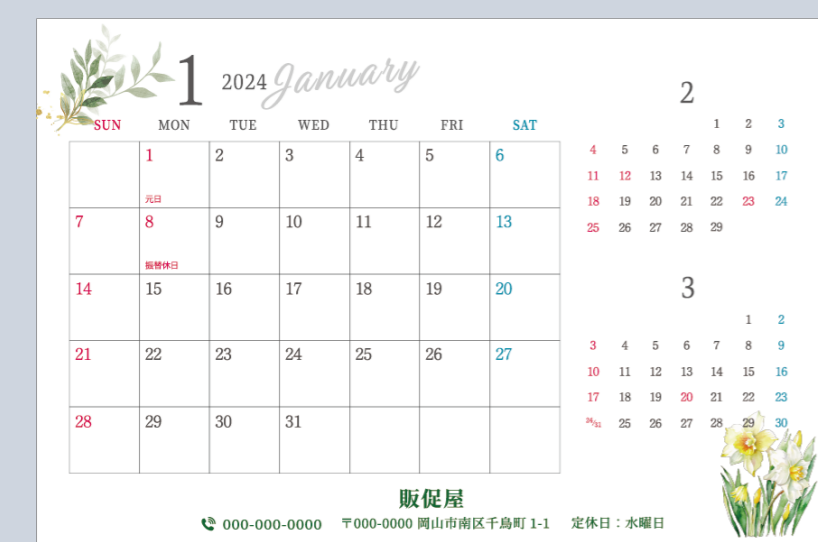 1 2024 January
SUN MON TUE WED THU FRI SAT
1 2 3 4 5 6
元日
7 8 9 10 11 12 13
振替休日
14 15 16 17 18 19 20
21 22 23 24 25 26 27
28 29 30 31
2
1 2 3
4 5 6 7 8 9 10
11 12 13 14 15 16 17
18 19 20 21 22 23 24
25 26 27 28 29
3
1 2
3 4 5 6 7 8 9
10 11 12 13 14 15 16
17 18 19 20 21 22 23
24/31 25 26 27 28 29 30
販促屋
000-000-0000 〒000-0000 岡山市南区千鳥町 1-1 定休日：水曜日